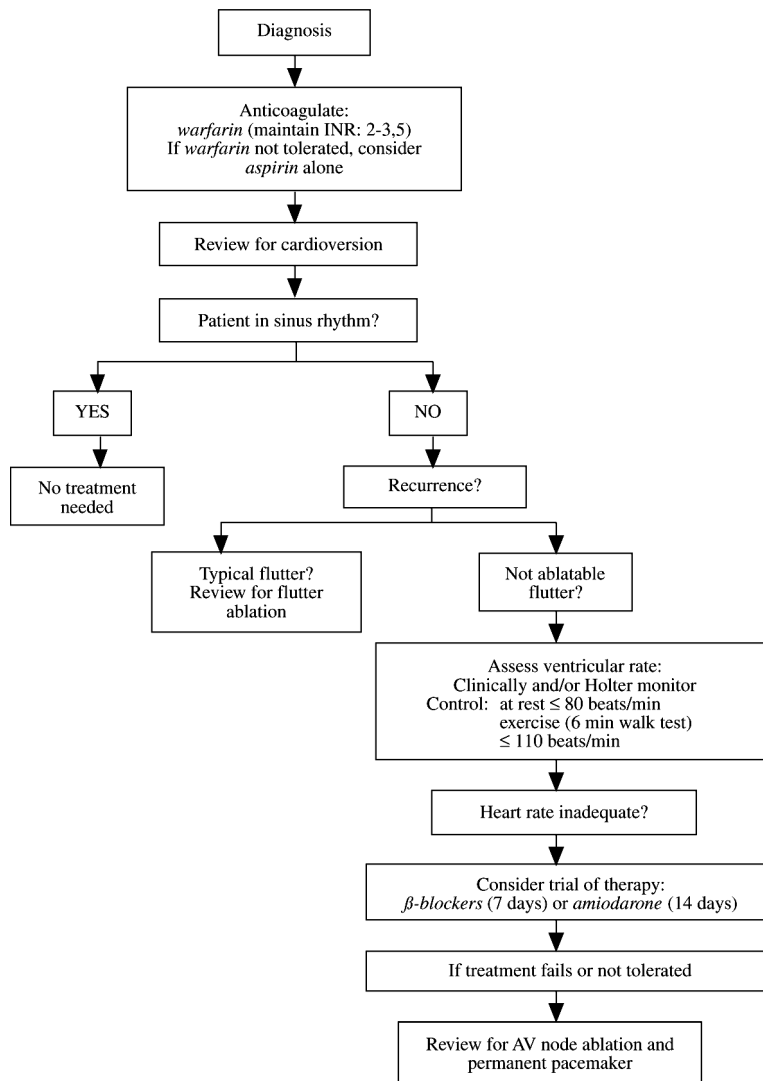 Diagnosis
Anticoagulate:
warfarin (maintain INR: 2-3,5)
If warfarin not tolerated, consider
aspirin alone
Review for cardioversion
Patient in sinus rhythm?
YES
NO
No treatment
needed
Recurrence?
Typical flutter?
Review for flutter
ablation
Not ablatable
flutter?
Assess ventricular rate:
Clinically and/or Holter monitor
Control: at rest ≤ 80 beats/min
exercise (6 min walk test)
≤ 110 beats/min
Heart rate inadequate?
Consider trial of therapy:
ß-blockers (7 days) or amiodarone (14 days)
If treatment fails or not tolerated
Review for AV node ablation and
permanent pacemaker